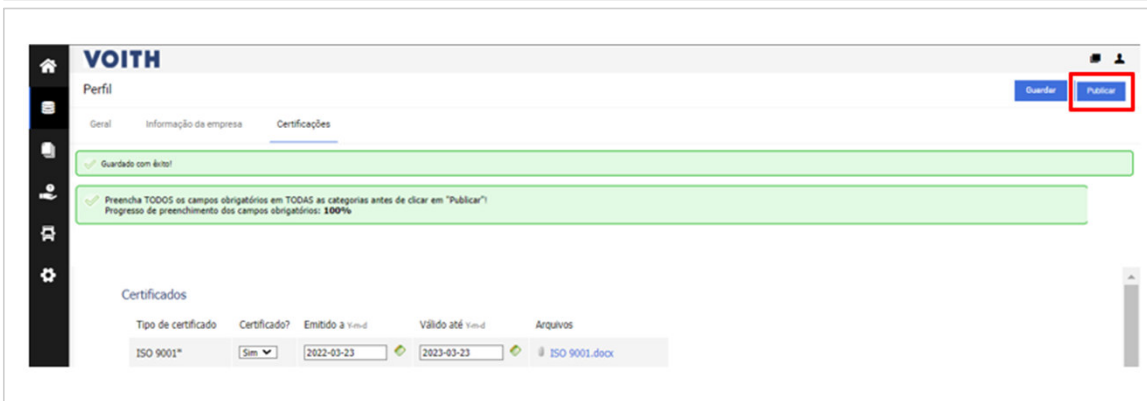 VOITH
Perfil
Guardar
Publicar
Geral
Informação da empresa
Certificações
Guardado com êxito!
Preencha TODOS os campos obrigatórios em TODAS as categorias antes de clicar em "Publicar"!
Progresso de preenchimento dos campos obrigatórios: 100%
Certificados
Tipo de certificado Certificado? Emitido a Y-m-d Válido até Y-m-d Arquivos
ISO 9001* Sim 2022-03-23 2023-03-23 ISO 9001.docx